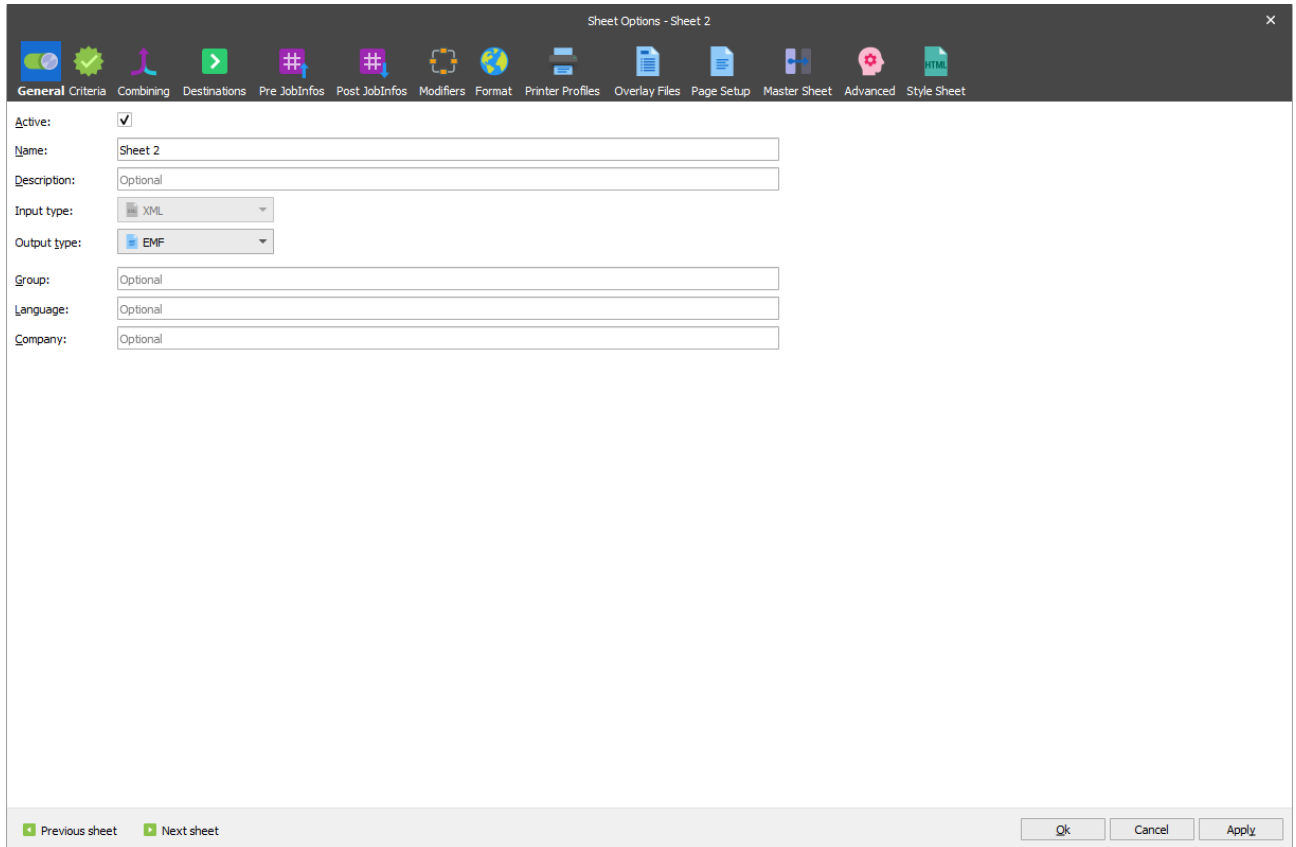 Sheet Options - Sheet 2
General Criteria Combining Destinations Pre JobInfos Post JobInfos Modifiers Format Printer Profiles Overlay Files Page Setup Master Sheet Advanced Style Sheet
HTML
Active:
Name: Sheet 2
Description: Optional
Input type: XML
Output type: EMF
Group: Optional
Language: Optional
Company: Optional
Previous sheet Next sheet Ok Cancel Apply